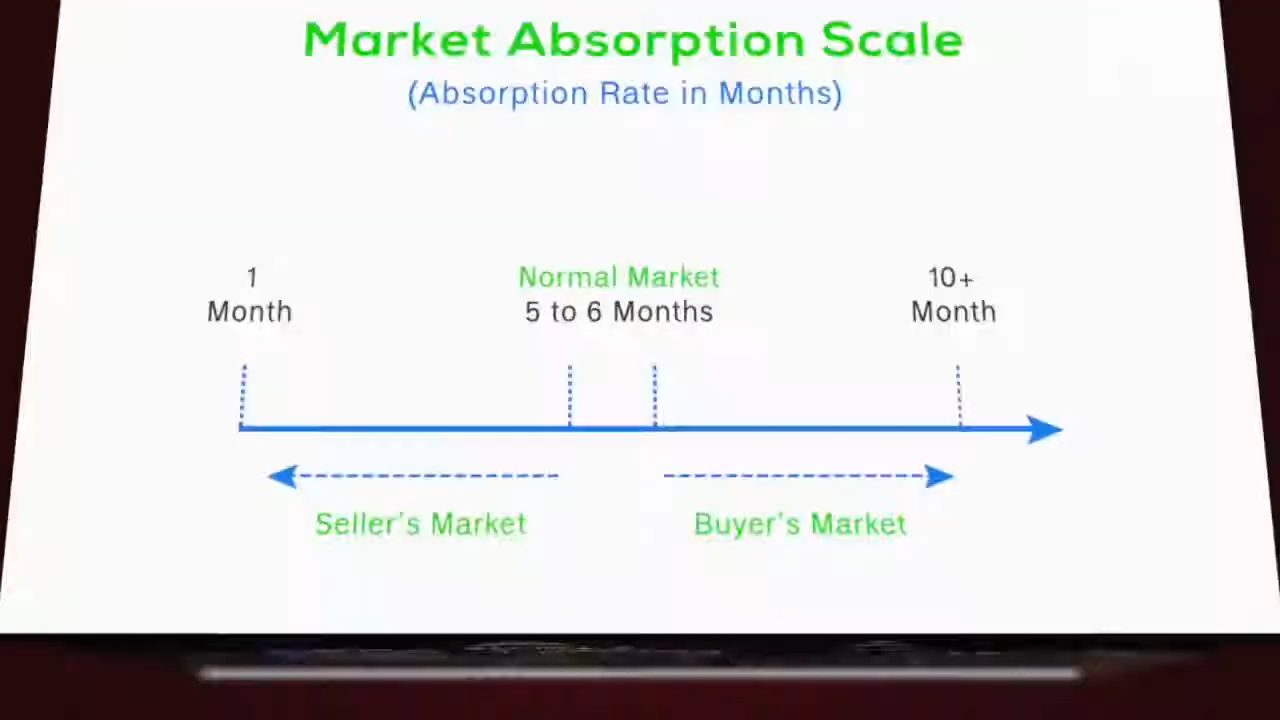 Market Absorption Scale
(Absorption Rate in Months)
1
Month
Normal Market
5 to 6 Months
10+
Month
Seller's Market
Buyer's Market